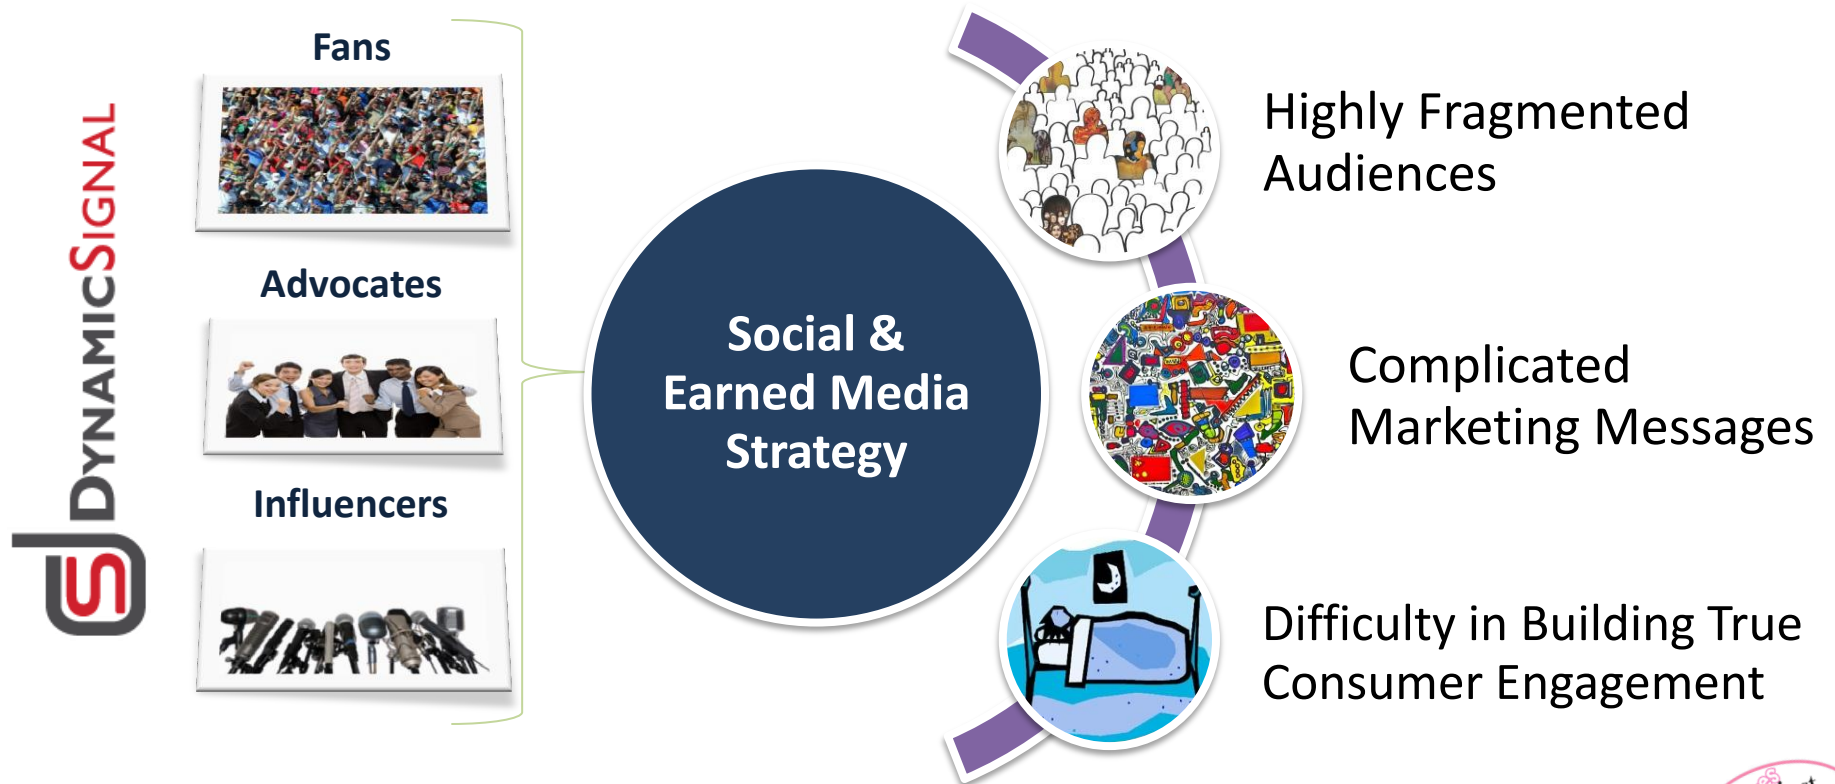 DYNAMICSIGNAL
Fans
Advocates
Influencers
Social &
Earned Media
Strategy
Highly Fragmented
Audiences
Complicated
Marketing Messages
Difficulty in Building True
Consumer Engagement